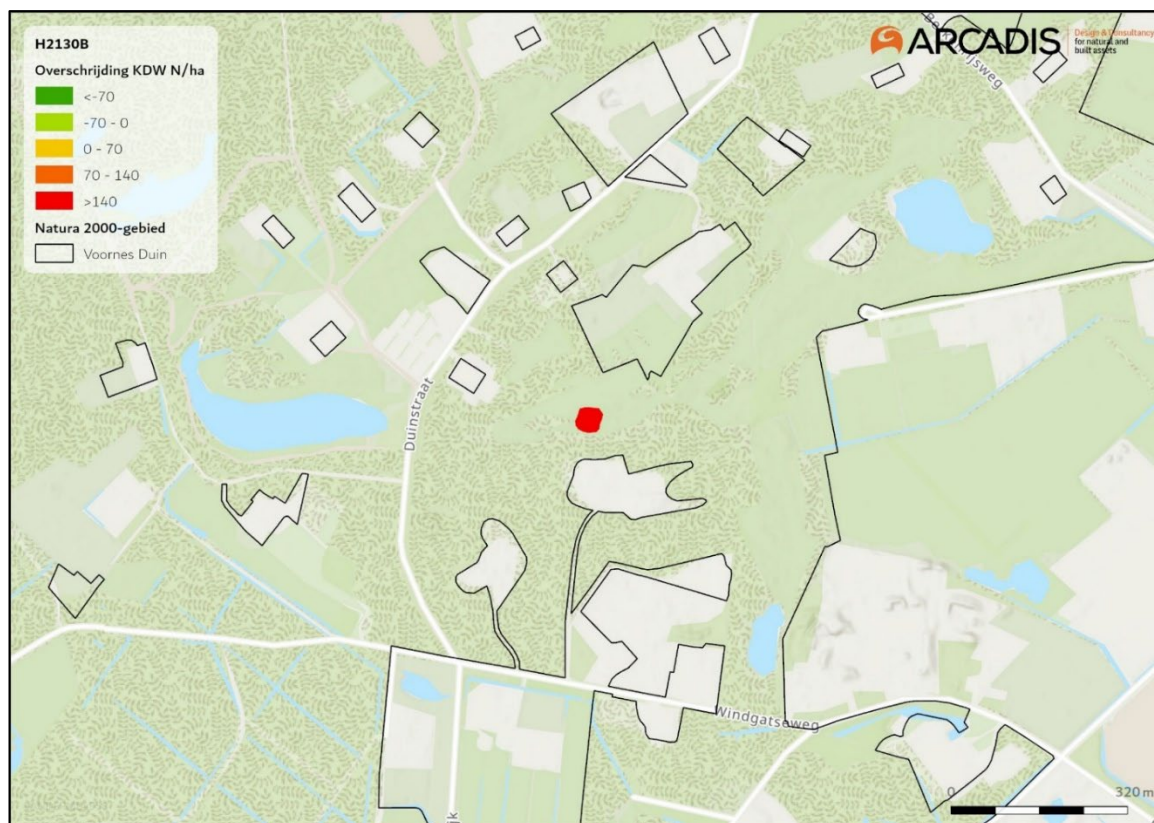 H2130B
Overschrijding KDW N/ha
<-70
-70 - 0
0 - 70
70 - 140
>140
Natura 2000-gebied
Voornes Duin
ARCADIS
Design & Consultancy
for natural and
built assets
Duinstraat
Windgatseweg
0
320 m